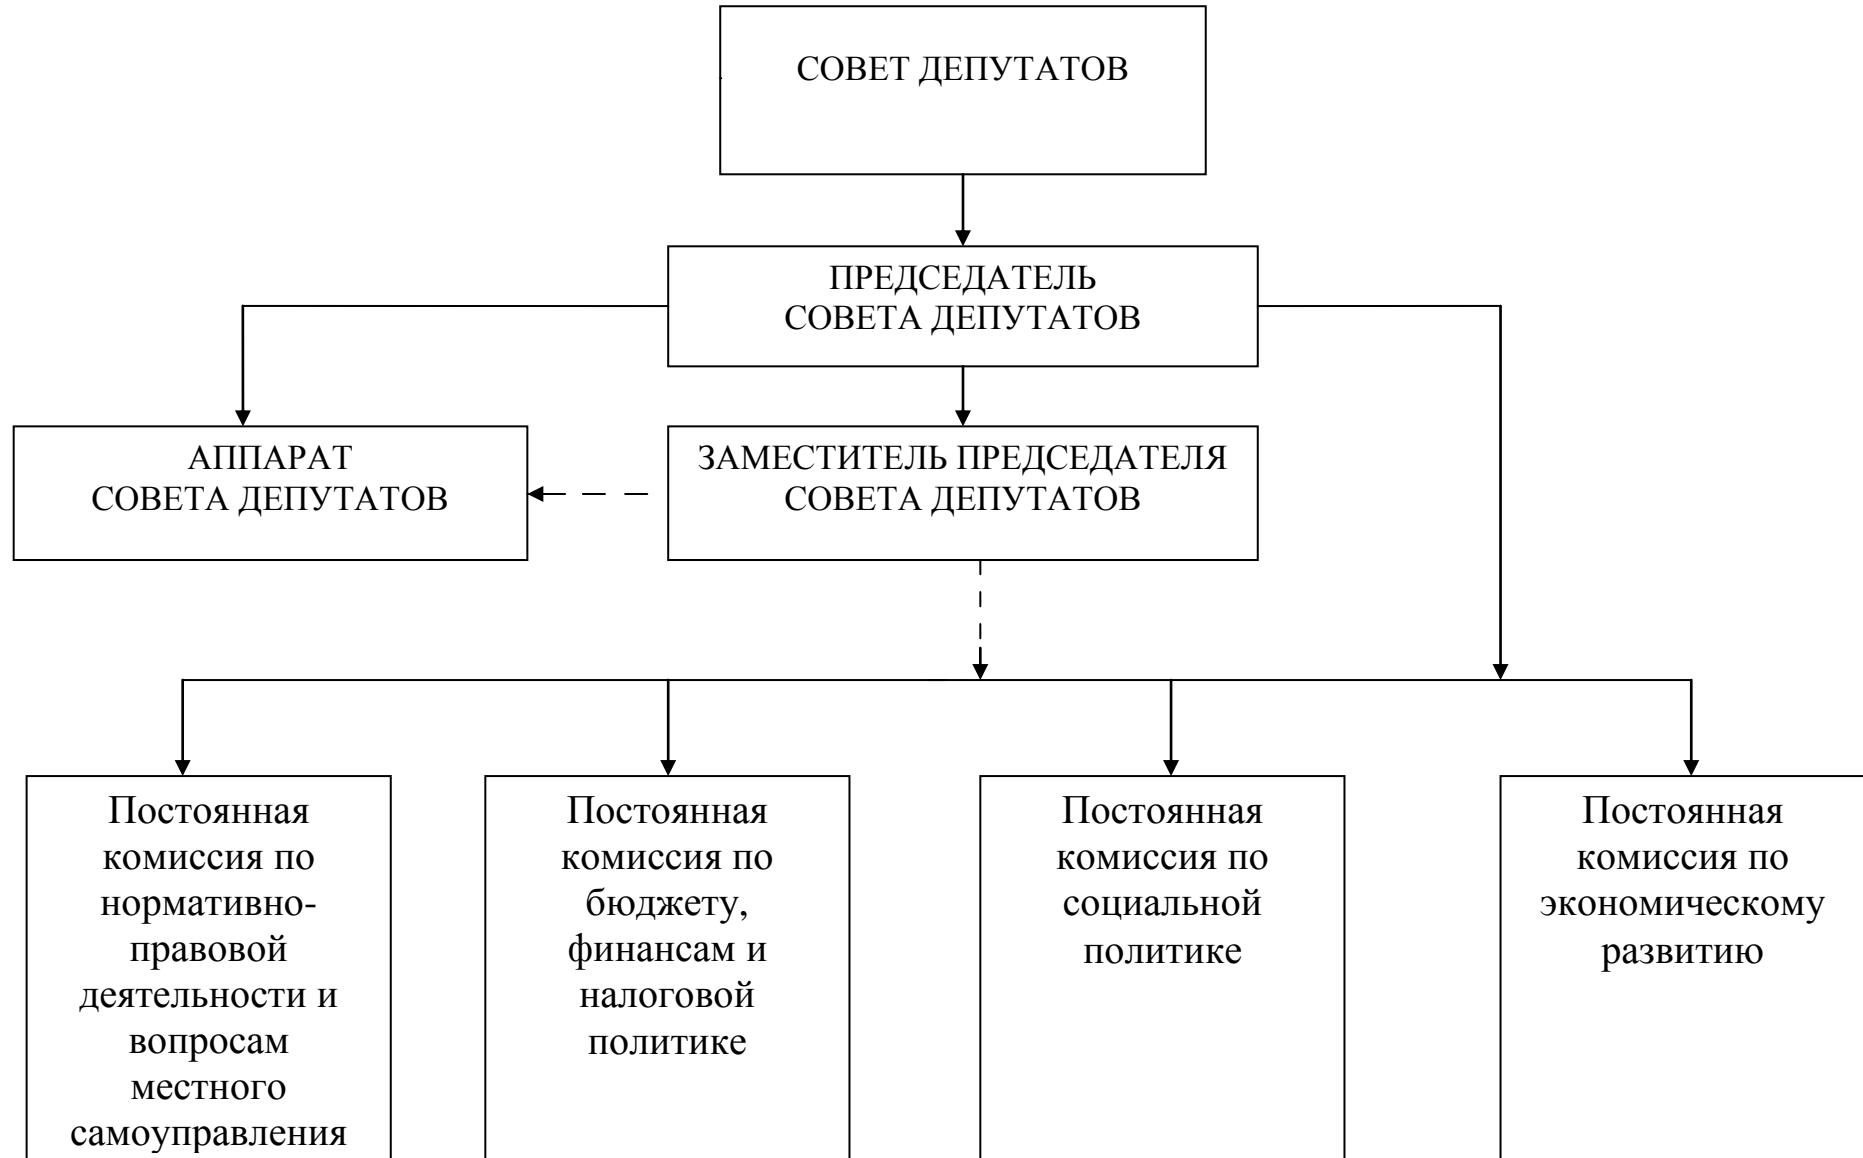 СОВЕТ ДЕПУТАТОВ
ПРЕДСЕДАТЕЛЬ
СОВЕТА ДЕПУТАТОВ
АППАРАТ
СОВЕТА ДЕПУТАТОВ
ЗАМЕСТИТЕЛЬ ПРЕДСЕДАТЕЛЯ
СОВЕТА ДЕПУТАТОВ
Постоянная
комиссия по
нормативно-
правовой
деятельности и
вопросам
местного
самоуправления
Постоянная
комиссия по
бюджету,
финансам и
налоговой
политике
Постоянная
комиссия по
социальной
политике
Постоянная
комиссия по
экономическому
развитию